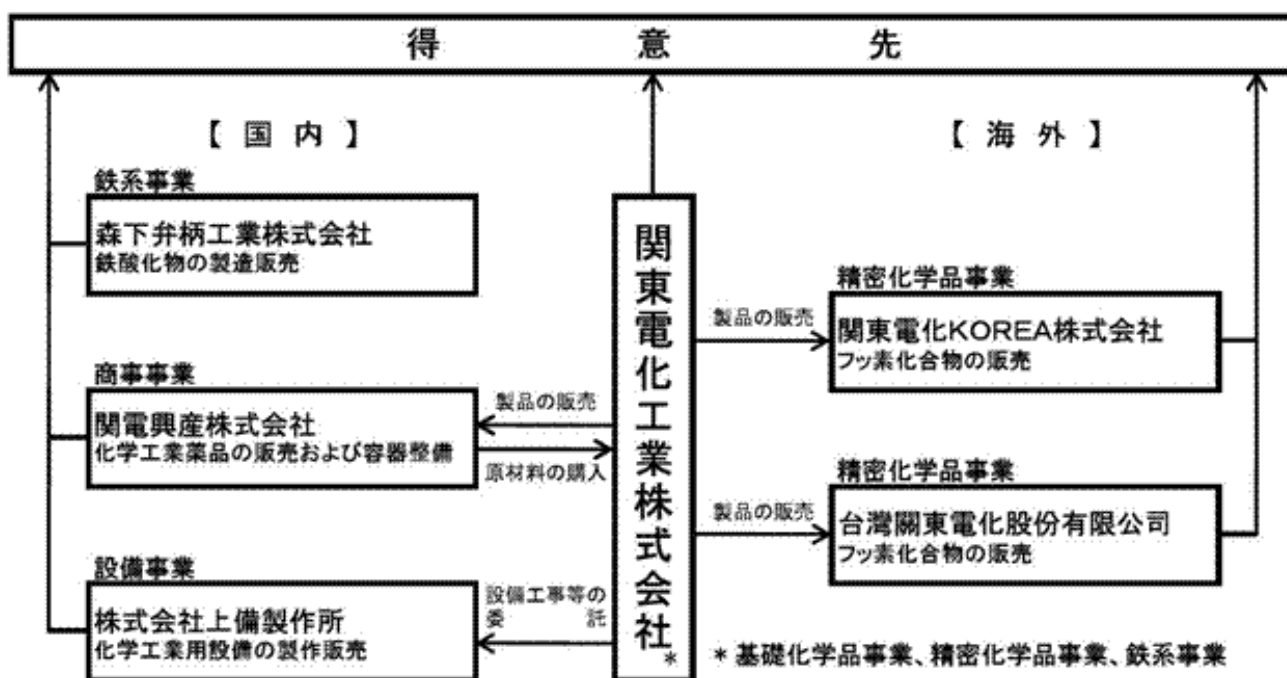 得意先
【国内】
鉄系事業
森下弁柄工業株式会社
鉄酸化物の製造販売
商事事業
関電興産株式会社
化学工業薬品の販売および容器整備
設備事業
株式会社上備製作所
化学工業用設備の製作販売
製品の販売
原材料の購入
設備工事等の
委託
関東電化工業株式会社*
【海外】
製品の販売
精密化学品事業
関東電化KOREA株式会社
フッ素化合物の販売
製品の販売
精密化学品事業
台灣關東電化股份有限公司
フッ素化合物の販売
*基礎化学品事業、精密化学品事業、鉄系事業